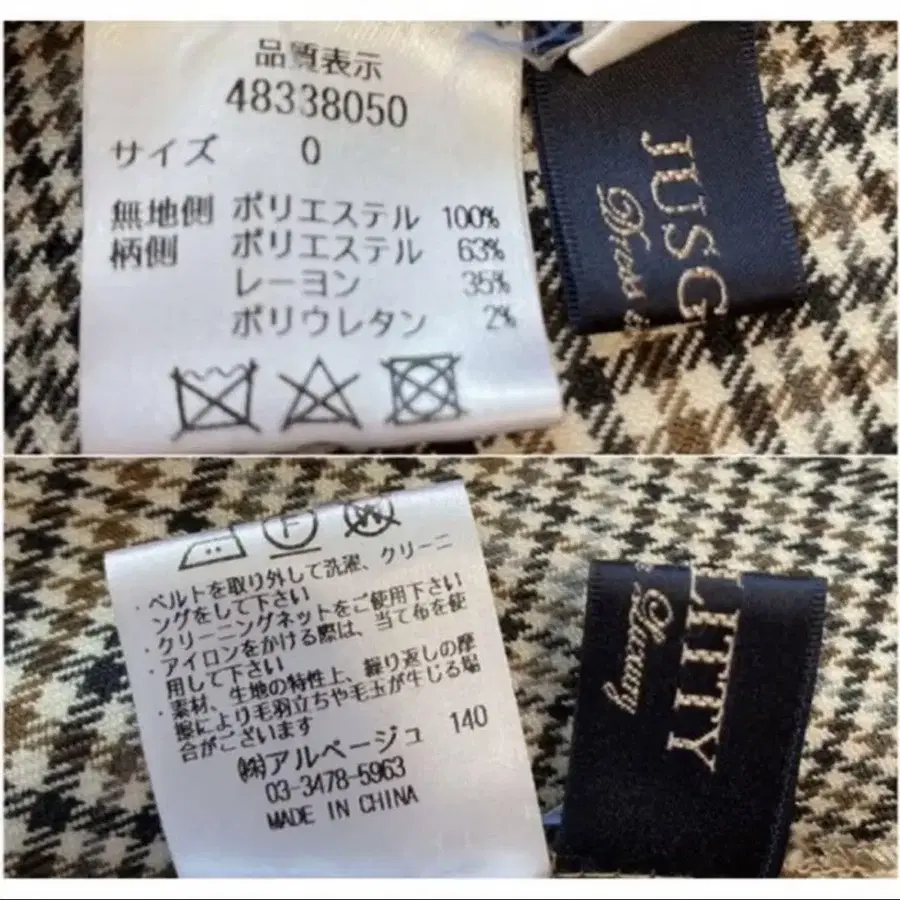 品質表示
48338050
サイズ 0
無地側 ポリエステル 100%
柄側 ポリエステル 63%
レーヨン 35%
ポリウレタン 2%
JUSG
Dress i
F
W
・ベルトを取り外して洗濯、クリーニ
ングをして下さい
・クリーニングネットをご使用下さい
・アイロンをかける際は、当て布を使
用して下さい
・素材、生地の特性上、繰り返しの摩
擦により毛羽立ちや毛玉が生じる場
合がございます
㈱アルページュ 140
03-3478-5963
MADE IN CHINA
LITTY
Luxury